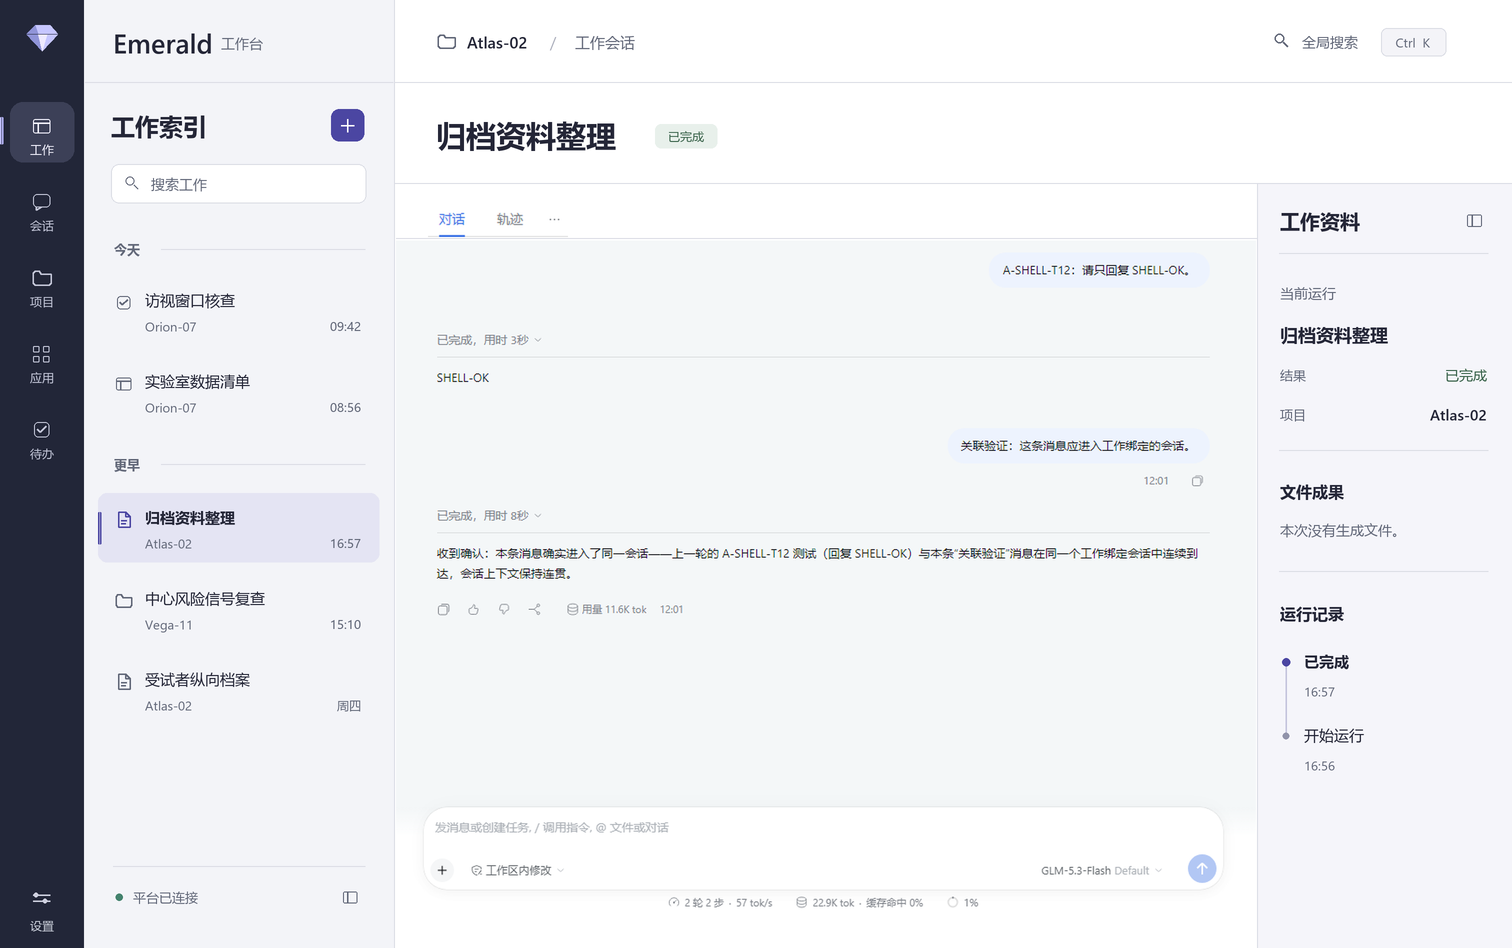 Emerald 工作台
Atlas-02 / 工作会话
全局搜索 Ctrl K
工作
会话
项目
应用
待办
设置
工作索引
搜索工作
今天
访视窗口核查
Orion-07 09:42
实验室数据清单
Orion-07 08:56
更早
归档资料整理
Atlas-02 16:57
中心风险信号复查
Vega-11 15:10
受试者纵向档案
Atlas-02 周四
平台已连接
归档资料整理 已完成
对话 轨迹 ···
A-SHELL-T12：请只回复 SHELL-OK。
已完成，用时 3秒
SHELL-OK
关联验证：这条消息应进入工作绑定的会话。
12:01
已完成，用时 8秒
收到确认：本条消息确实进入了同一会话——上一轮的 A-SHELL-T12 测试（回复 SHELL-OK）与本条“关联验证”消息在同一个工作绑定会话中连续到
达，会话上下文保持连贯。
用量 11.6K tok 12:01
发消息或创建任务, / 调用指令, @ 文件或对话
工作区内修改
GLM-5.3-Flash Default
2 轮 2 步 · 57 tok/s 22.9K tok · 缓存命中 0% 1%
工作资料
当前运行
归档资料整理
结果 已完成
项目 Atlas-02
文件成果
本次没有生成文件。
运行记录
已完成
16:57
开始运行
16:56